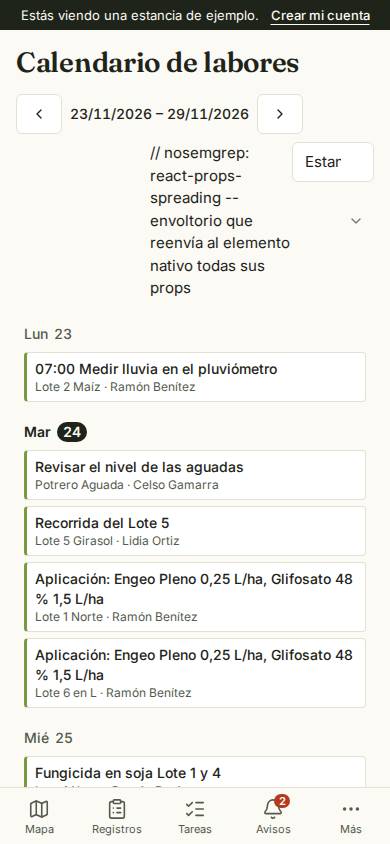 Estás viendo una estancia de ejemplo. Crear mi cuenta
Calendario de labores
23/11/2026 – 29/11/2026
// nosemgrep:
react-props-
spreading --
envoltorio que
reenvía al elemento
nativo todas sus
props
Estar
Lun 23
07:00 Medir lluvia en el pluviómetro
Lote 2 Maíz · Ramón Benítez
Mar 24
Revisar el nivel de las aguadas
Potrero Aguada · Celso Gamarra
Recorrida del Lote 5
Lote 5 Girasol · Lidia Ortiz
Aplicación: Engeo Pleno 0,25 L/ha, Glifosato 48
% 1,5 L/ha
Lote 1 Norte · Ramón Benítez
Aplicación: Engeo Pleno 0,25 L/ha, Glifosato 48
% 1,5 L/ha
Lote 6 en L · Ramón Benítez
Mié 25
Fungicida en soja Lote 1 y 4
2
Mapa Registros Tareas Avisos Más